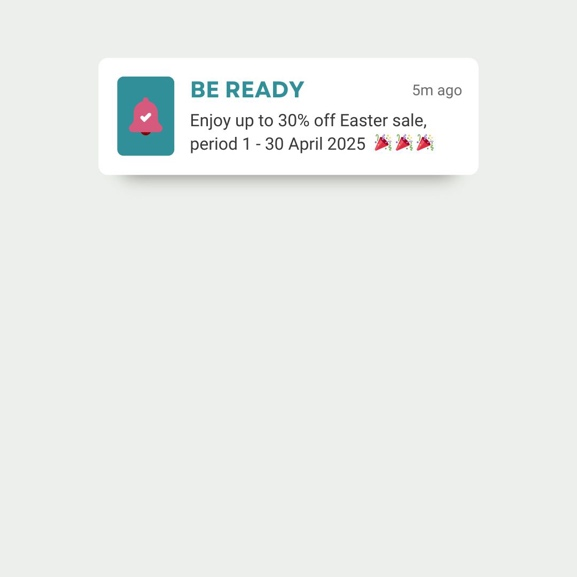 BE READY
5m ago
Enjoy up to 30% off Easter sale,
period 1 - 30 April 2025 🎉🎉🎉